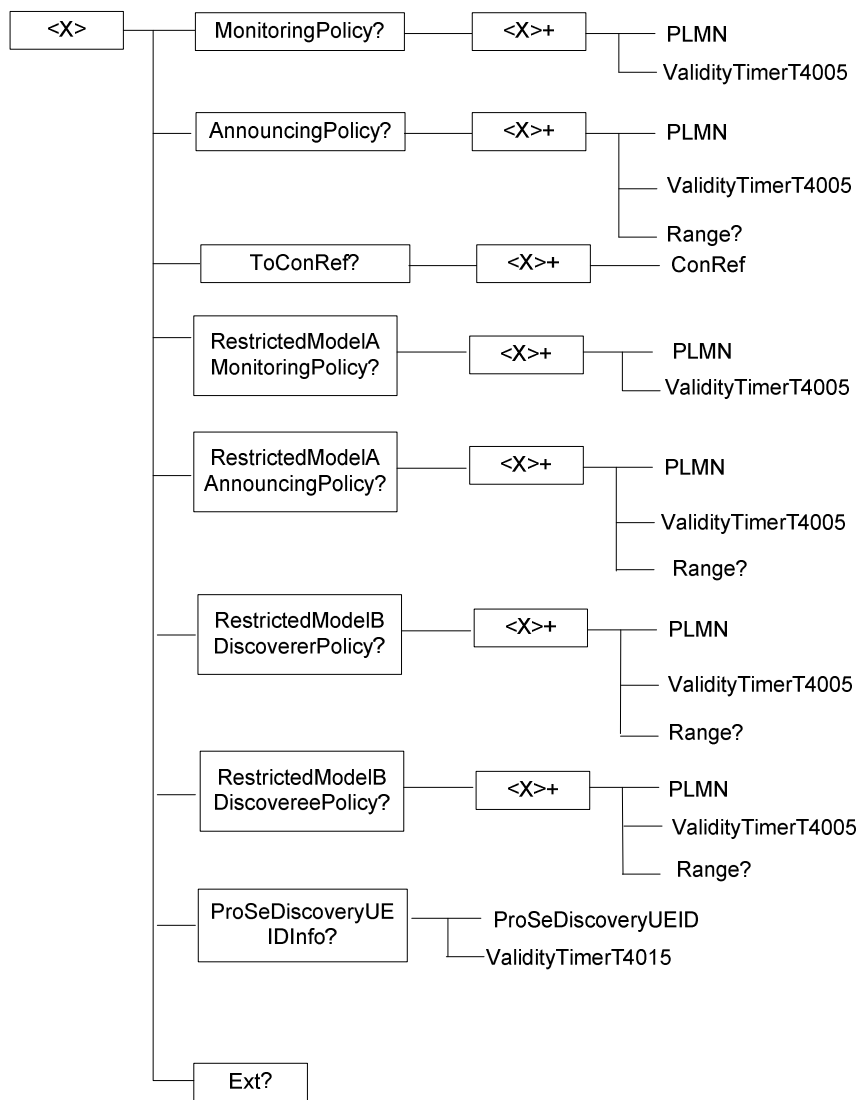 <X>
MonitoringPolicy?
<X>+
PLMN
ValidityTimerT4005
AnnouncingPolicy?
<X>+
PLMN
ValidityTimerT4005
Range?
ToConRef?
<X>+
ConRef
RestrictedModelA
MonitoringPolicy?
<X>+
PLMN
ValidityTimerT4005
RestrictedModelA
AnnouncingPolicy?
<X>+
PLMN
ValidityTimerT4005
Range?
RestrictedModelB
DiscovererPolicy?
<X>+
PLMN
ValidityTimerT4005
Range?
RestrictedModelB
DiscovereePolicy?
<X>+
PLMN
ValidityTimerT4005
Range?
ProSeDiscoveryUE
IDInfo?
ProSeDiscoveryUEID
ValidityTimerT4015
Ext?